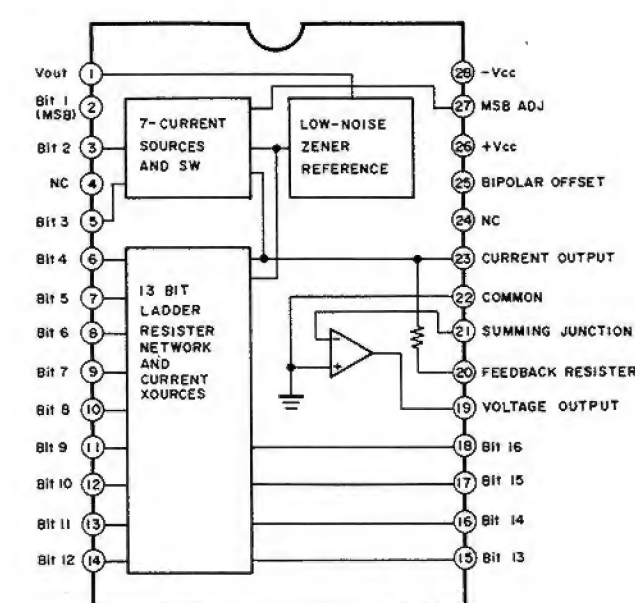 Vout 1
Bit 1 2
(MSB)
Bit 2 3
NC 4
Bit 3 5
Bit 4 6
Bit 5 7
Bit 6 8
Bit 7 9
Bit 8 10
Bit 9 11
Bit 10 12
Bit 11 13
Bit 12 14
7-CURRENT
SOURCES
AND SW
LOW-NOISE
ZENER
REFERENCE
13 BIT
LADDER
RESISTER
NETWORK
AND
CURRENT
XOURCES
-
+
28 -Vcc
27 MSB ADJ
26 +Vcc
25 BIPOLAR OFFSET
24 NC
23 CURRENT OUTPUT
22 COMMON
21 SUMMING JUNCTION
20 FEEDBACK RESISTER
19 VOLTAGE OUTPUT
18 Bit 16
17 Bit 15
16 Bit 14
15 Bit 13